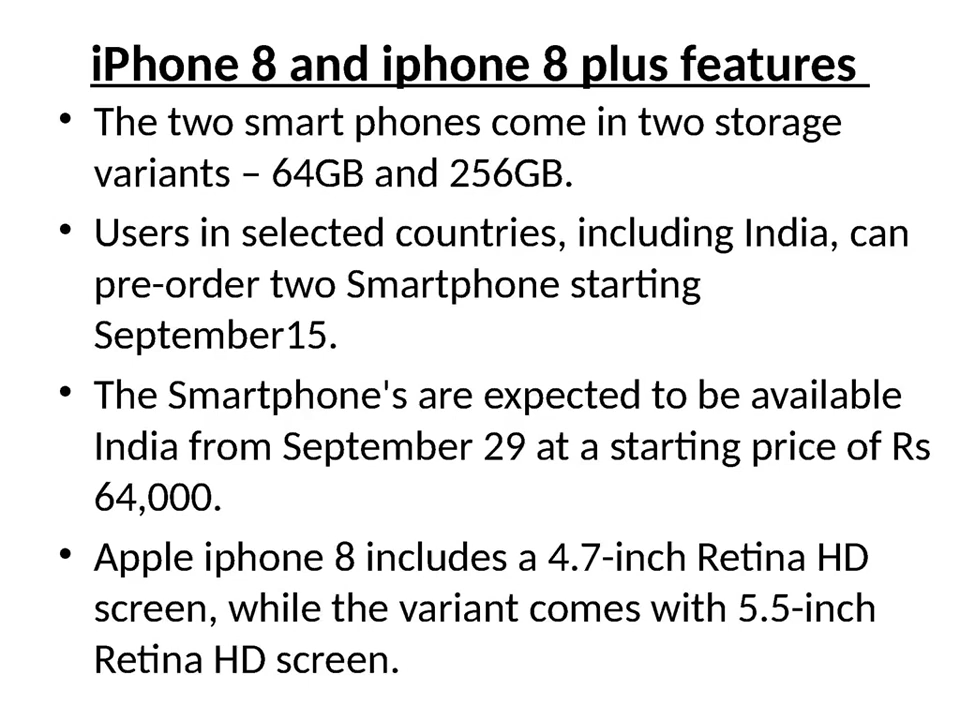 iPhone 8 and iphone 8 plus features
• The two smart phones come in two storage
variants – 64GB and 256GB.
• Users in selected countries, including India, can
pre-order two Smartphone starting
September15.
• The Smartphone's are expected to be available
India from September 29 at a starting price of Rs
64,000.
• Apple iphone 8 includes a 4.7-inch Retina HD
screen, while the variant comes with 5.5-inch
Retina HD screen.